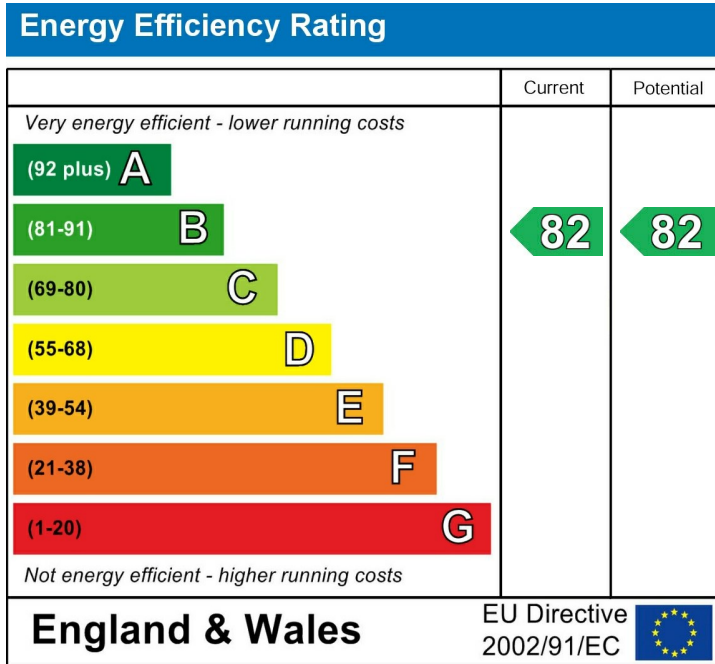 Energy Efficiency Rating
Current Potential
Very energy efficient - lower running costs
(92 plus) A
(81-91) B 82 82
(69-80) C
(55-68) D
(39-54) E
(21-38) F
(1-20) G
Not energy efficient - higher running costs
England & Wales
EU Directive
2002/91/EC